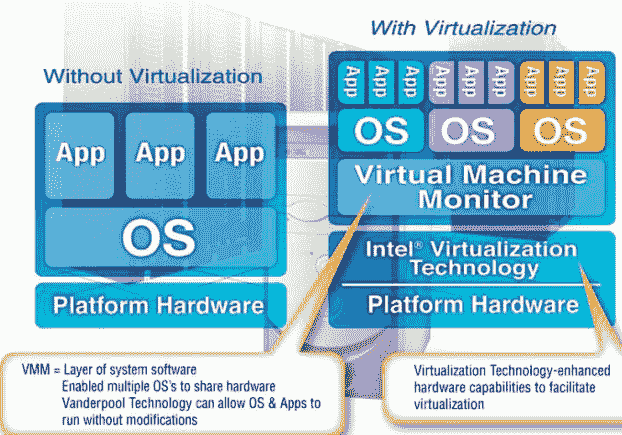 With Virtualization
Without Virtualization
App App App App App App App App App
OS OS OS
App App App
Virtual Machine
Monitor
OS
Intel® Virtualization
Technology
Platform Hardware
Platform Hardware
VMM = Layer of system software
Enabled multiple OS's to share hardware
Vanderpool Technology can allow OS & Apps to
run without modifications
Virtualization Technology-enhanced
hardware capabilities to facilitate
virtualization